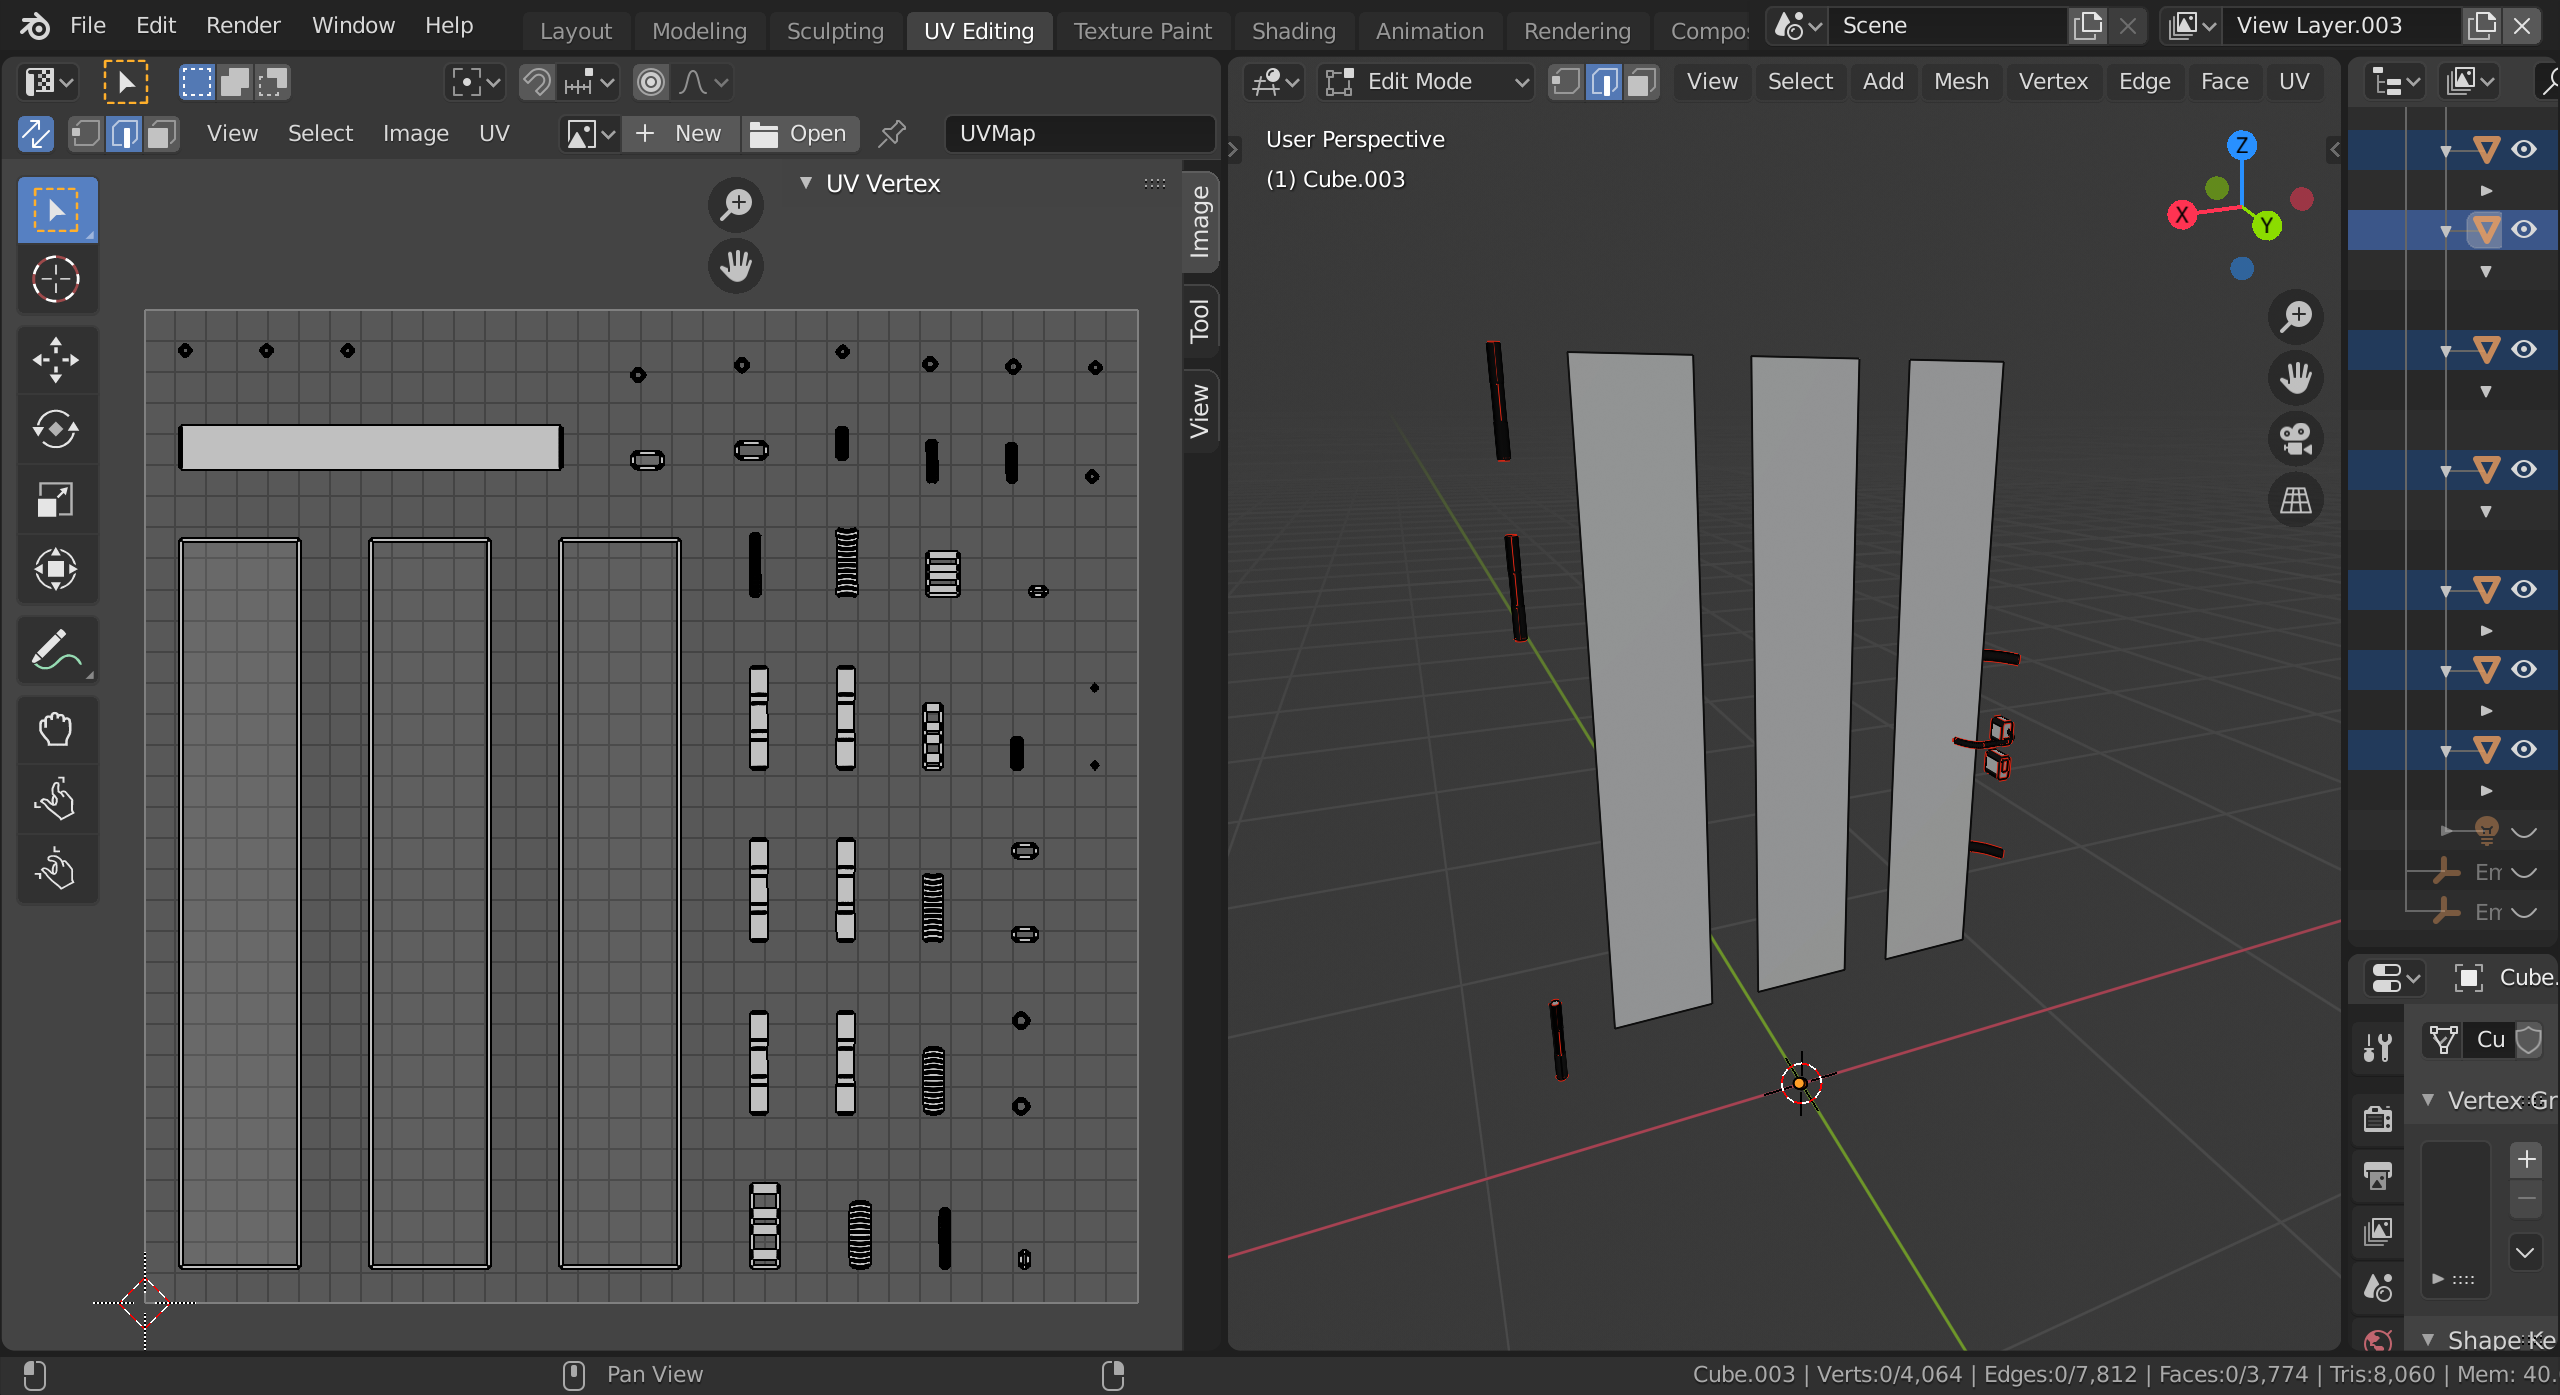 File Edit Render Window Help Layout Modeling Sculpting UV Editing Texture Paint Shading Animation Rendering Compo Scene View Layer.003
Edit Mode View Select Add Mesh Vertex Edge Face UV
View Select Image UV New Open UVMap
UV Vertex
Image
Tool
View
User Perspective
(1) Cube.003
Z
X
Y
Em
Em
Cube.
Cu
Vertex Gr
Shape Ke
Pan View
Cube.003 | Verts:0/4,064 | Edges:0/7,812 | Faces:0/3,774 | Tris:8,060 | Mem: 40.